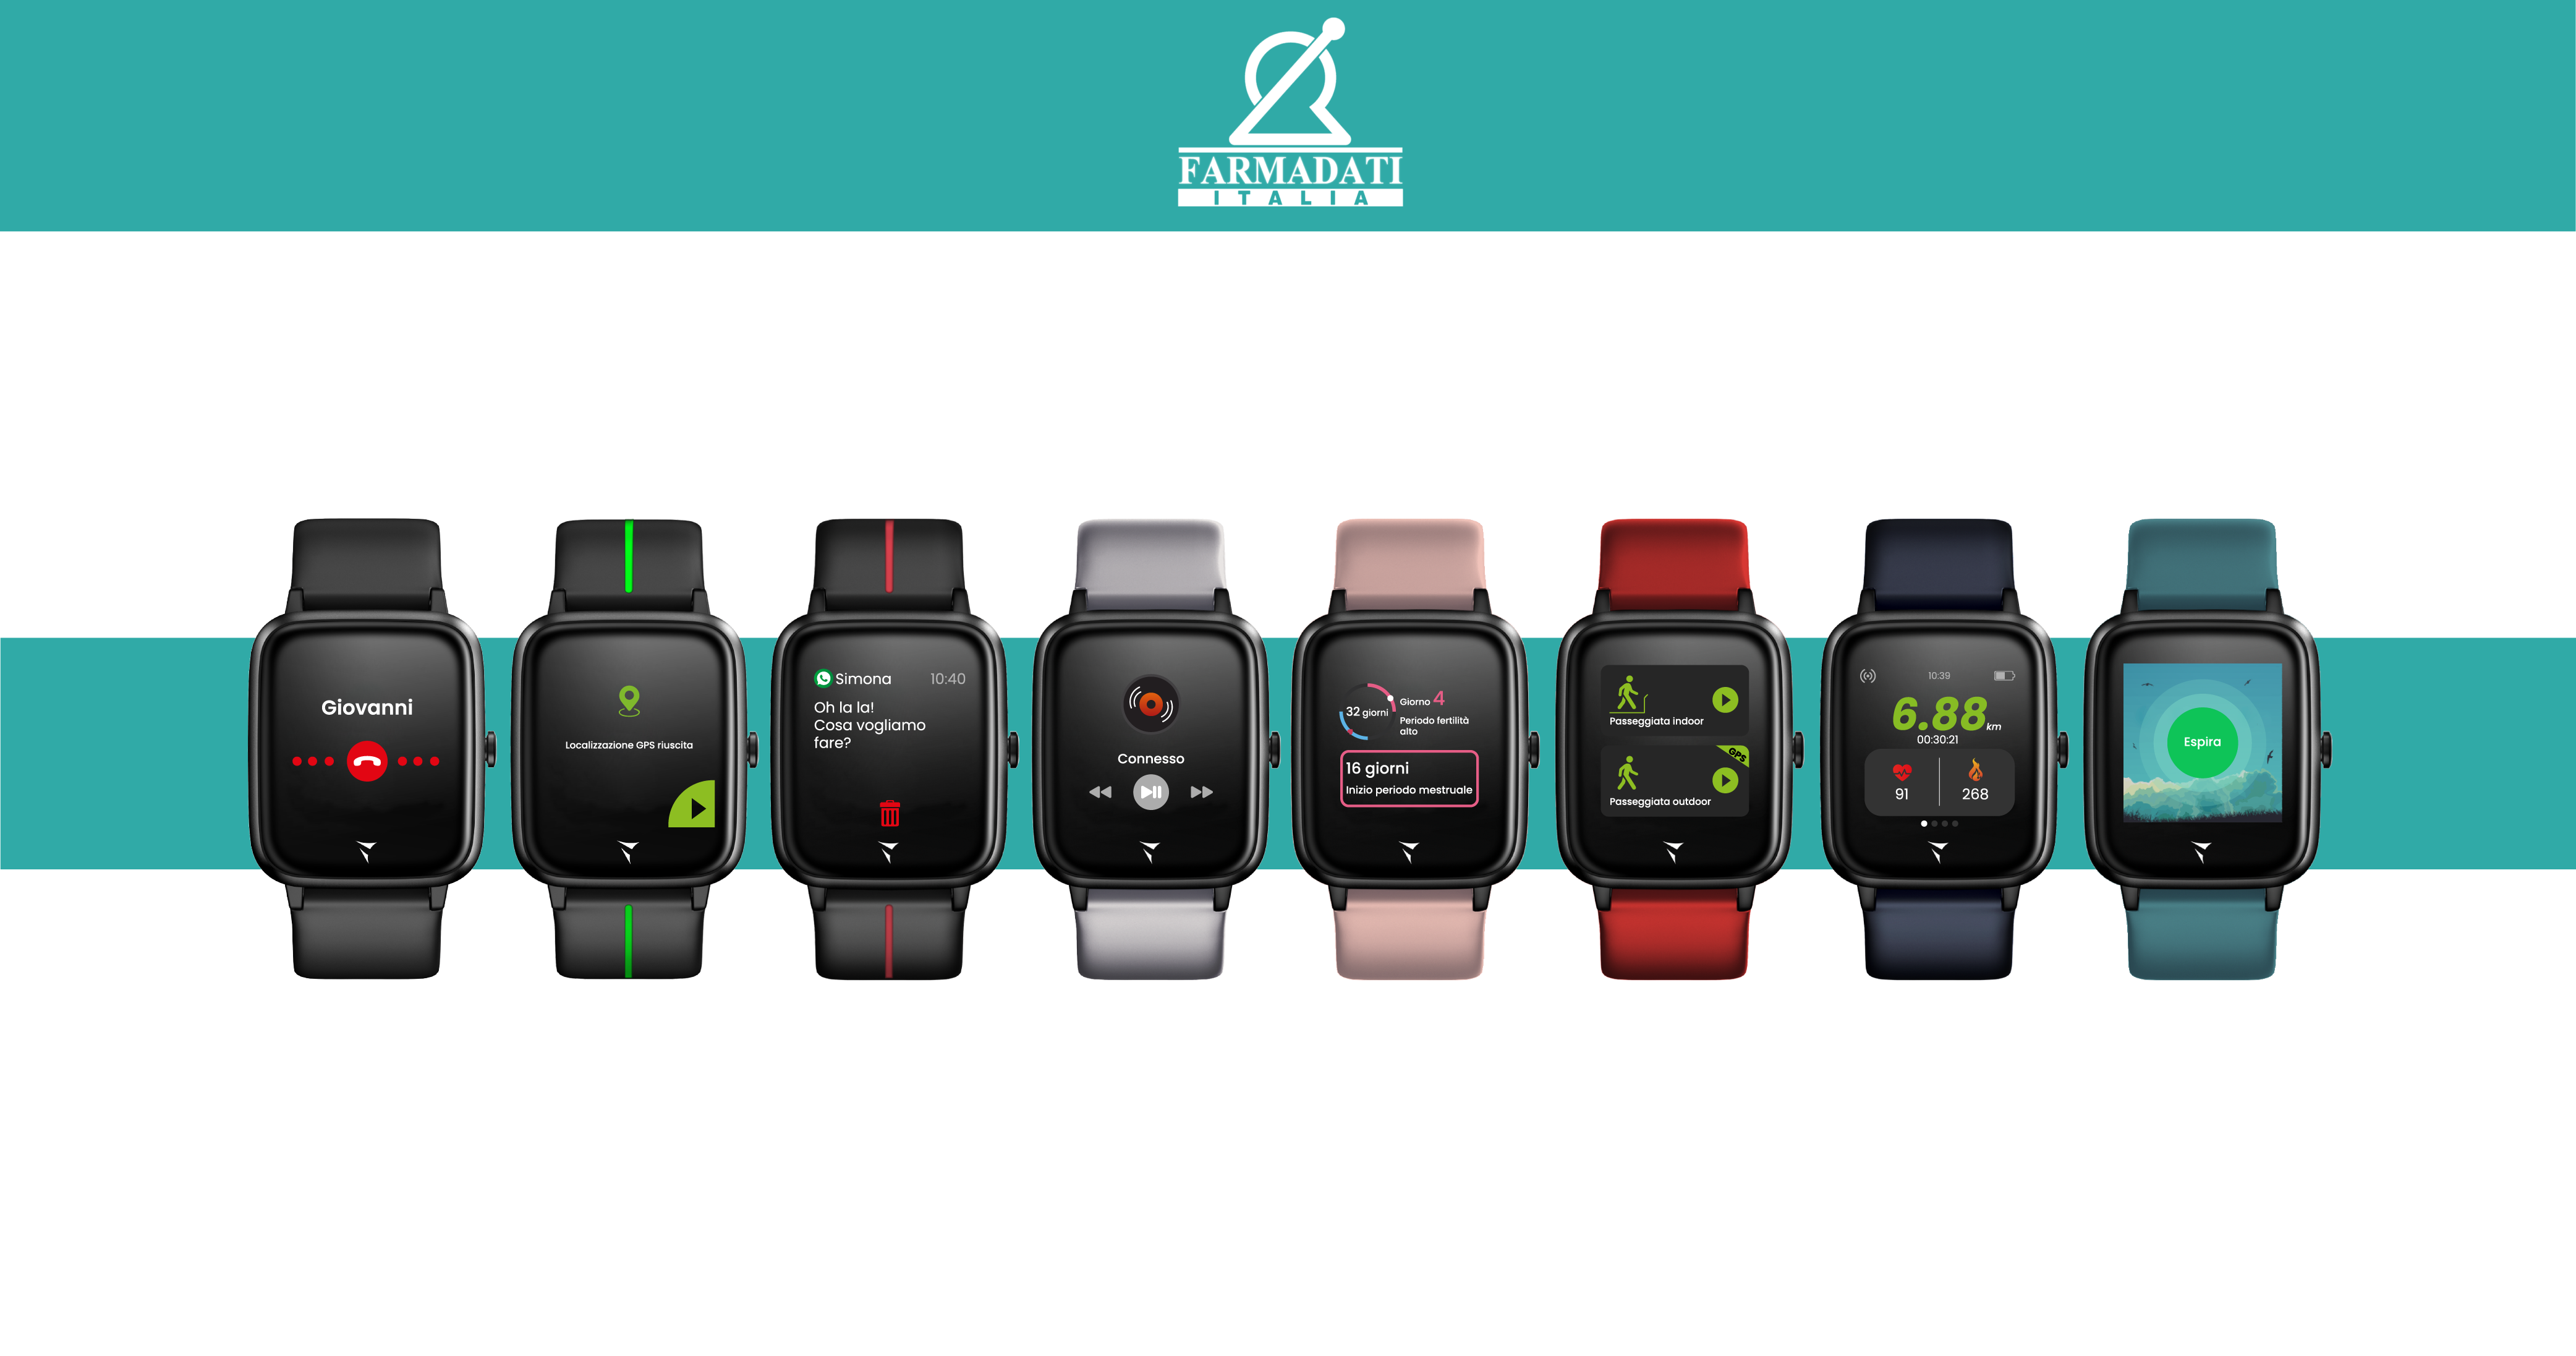 FARMADATI
ITALIA
Giovanni
Localizzazione GPS riuscita
Simona 10:40
Oh la la!
Cosa vogliamo
fare?
Connesso
32 giorni
Giorno 4
Periodo fertilità
alto
16 giorni
Inizio periodo mestruale
Passeggiata indoor
GPS
Passeggiata outdoor
10:39
6.88 km
00:30:21
91 268
Espira